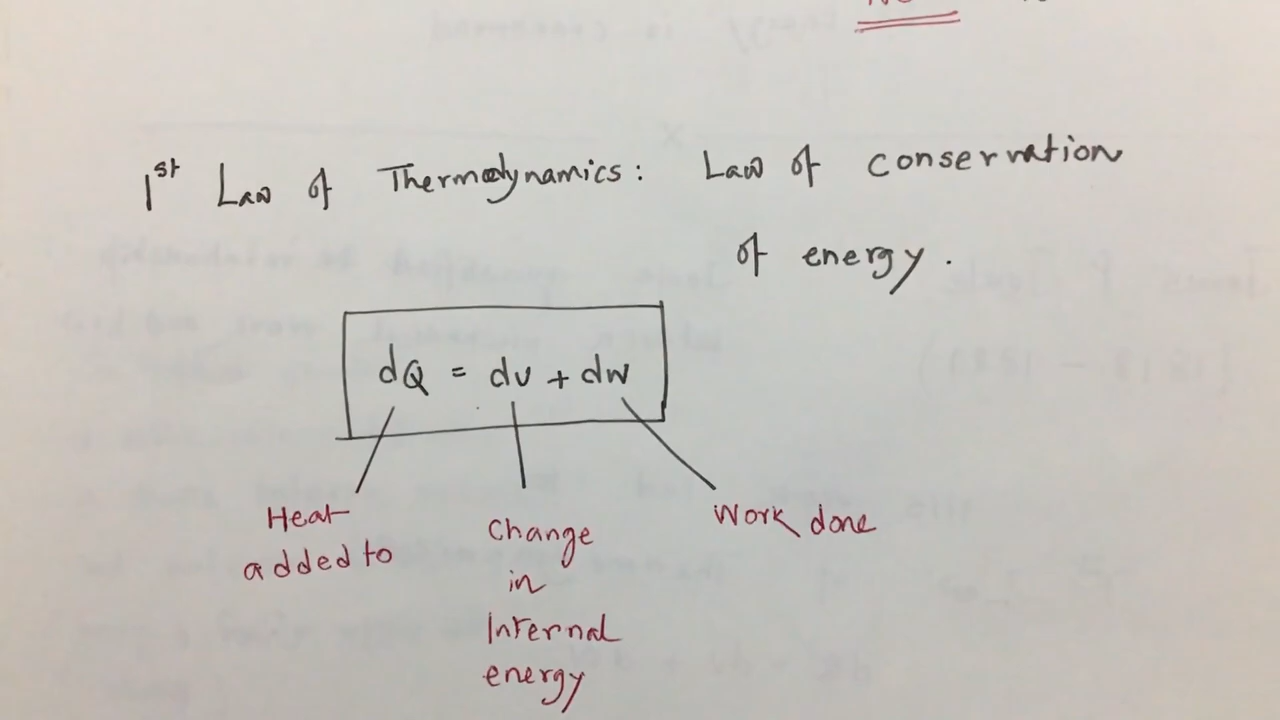 1st Law of Thermodynamics: Law of conservation
of energy.
dQ = dU + dW
Heat
added to
Change
in
Internal
energy
Work done